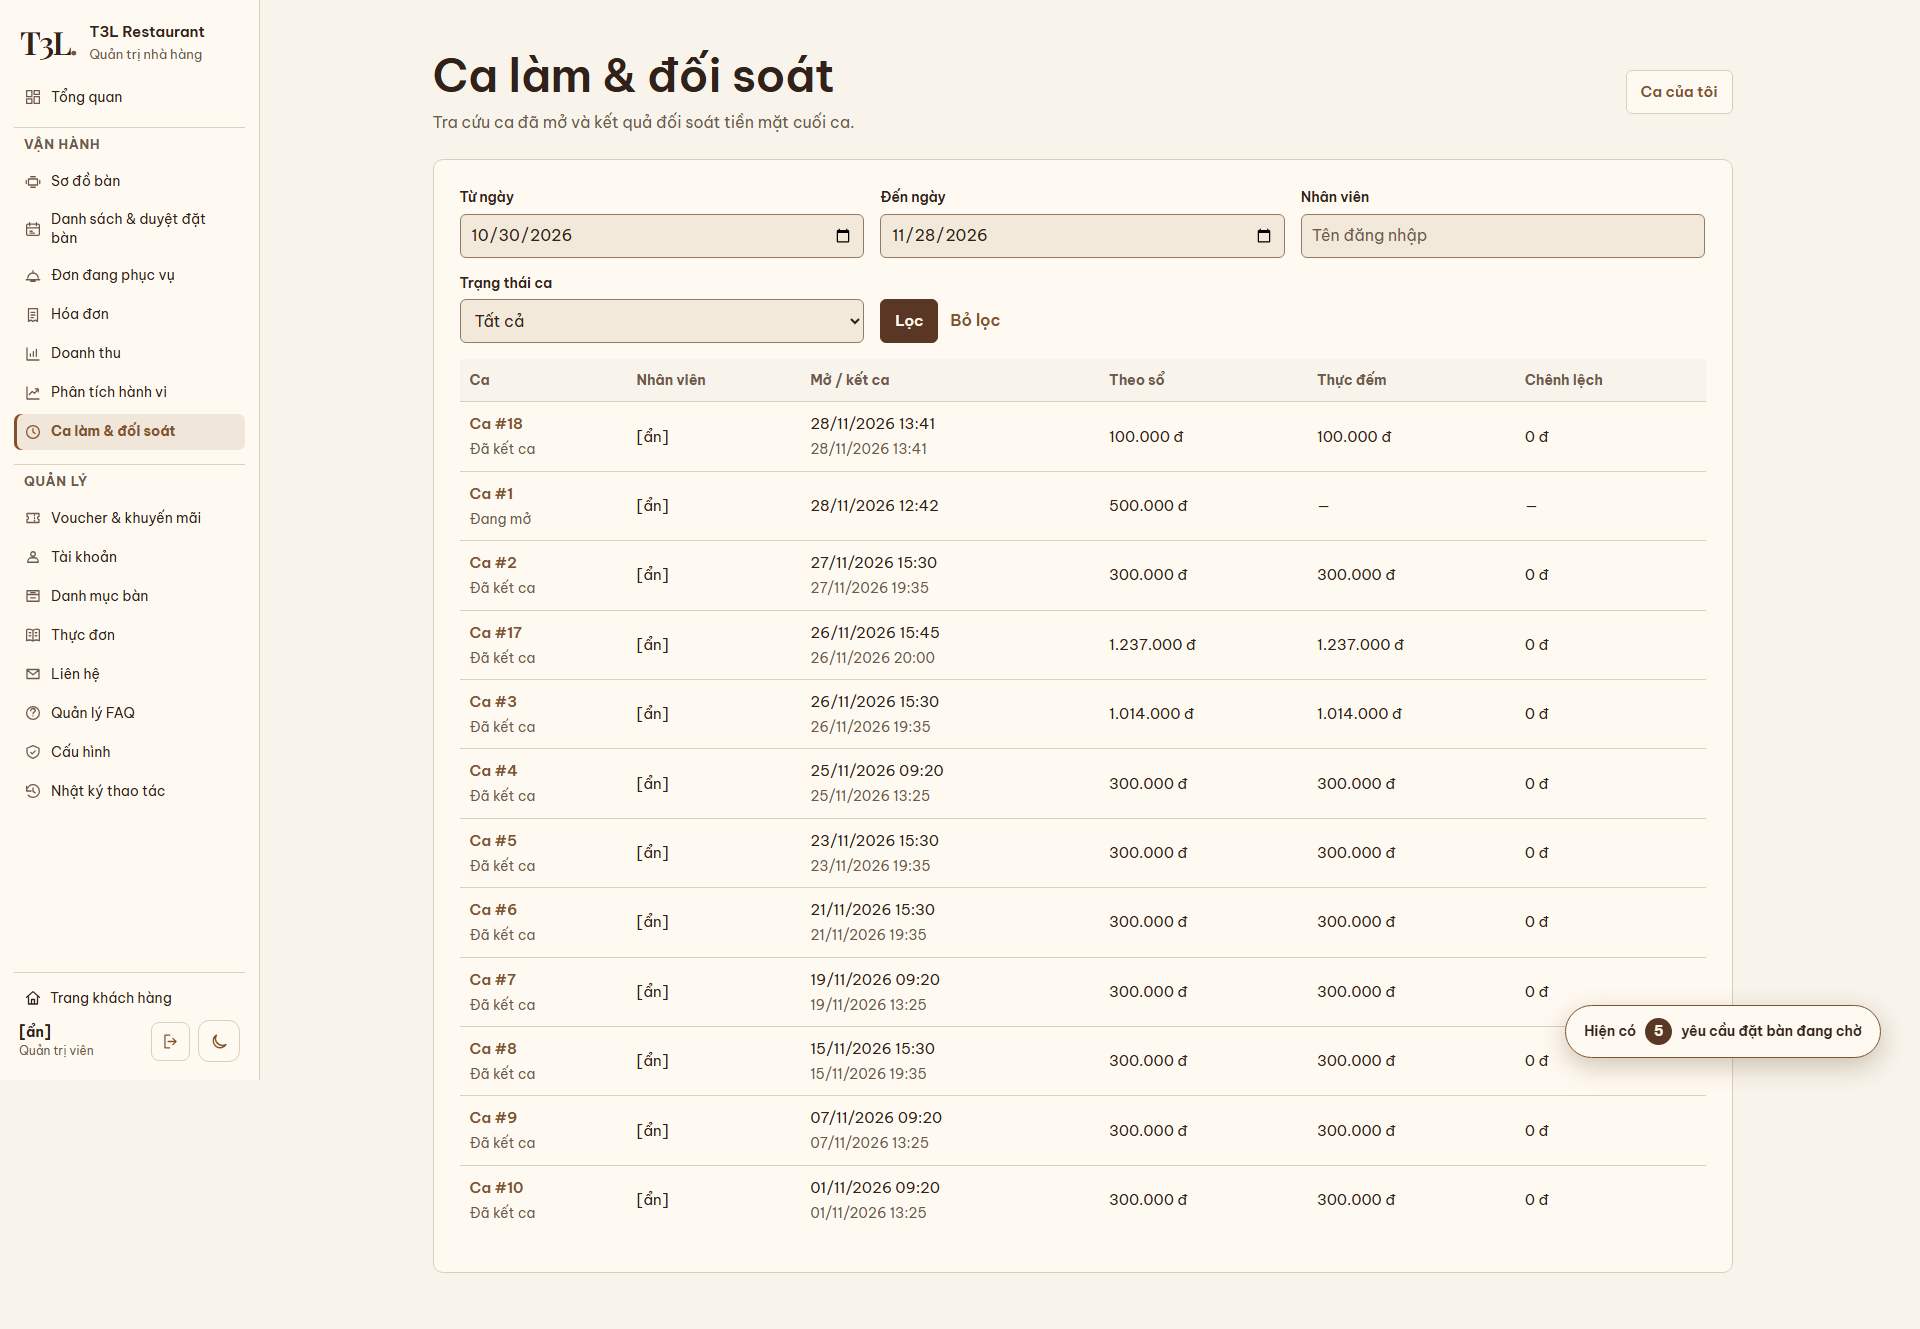 T3L.
T3L Restaurant
Quản trị nhà hàng
Tổng quan
VẬN HÀNH
Sơ đồ bàn
Danh sách & duyệt đặt
bàn
Đơn đang phục vụ
Hóa đơn
Doanh thu
Phân tích hành vi
Ca làm & đối soát
QUẢN LÝ
Voucher & khuyến mãi
Tài khoản
Danh mục bàn
Thực đơn
Liên hệ
Quản lý FAQ
Cấu hình
Nhật ký thao tác
Trang khách hàng
[ẩn]
Quản trị viên
Ca làm & đối soát
Tra cứu ca đã mở và kết quả đối soát tiền mặt cuối ca.
Ca của tôi
Từ ngày
Đến ngày
Nhân viên
10/30/2026
11/28/2026
Tên đăng nhập
Trạng thái ca
Tất cả
Lọc
Bỏ lọc
Ca Nhân viên Mở / kết ca Theo sổ Thực đếm Chênh lệch
Ca #18 [ẩn] 28/11/2026 13:41 100.000 đ 100.000 đ 0 đ
Đã kết ca 28/11/2026 13:41
Ca #1 [ẩn] 28/11/2026 12:42 500.000 đ — —
Đang mở
Ca #2 [ẩn] 27/11/2026 15:30 300.000 đ 300.000 đ 0 đ
Đã kết ca 27/11/2026 19:35
Ca #17 [ẩn] 26/11/2026 15:45 1.237.000 đ 1.237.000 đ 0 đ
Đã kết ca 26/11/2026 20:00
Ca #3 [ẩn] 26/11/2026 15:30 1.014.000 đ 1.014.000 đ 0 đ
Đã kết ca 26/11/2026 19:35
Ca #4 [ẩn] 25/11/2026 09:20 300.000 đ 300.000 đ 0 đ
Đã kết ca 25/11/2026 13:25
Ca #5 [ẩn] 23/11/2026 15:30 300.000 đ 300.000 đ 0 đ
Đã kết ca 23/11/2026 19:35
Ca #6 [ẩn] 21/11/2026 15:30 300.000 đ 300.000 đ 0 đ
Đã kết ca 21/11/2026 19:35
Ca #7 [ẩn] 19/11/2026 09:20 300.000 đ 300.000 đ 0 đ
Đã kết ca 19/11/2026 13:25
Hiện có 5 yêu cầu đặt bàn đang chờ
Ca #8 [ẩn] 15/11/2026 15:30 300.000 đ 300.000 đ 0 đ
Đã kết ca 15/11/2026 19:35
Ca #9 [ẩn] 07/11/2026 09:20 300.000 đ 300.000 đ 0 đ
Đã kết ca 07/11/2026 13:25
Ca #10 [ẩn] 01/11/2026 09:20 300.000 đ 300.000 đ 0 đ
Đã kết ca 01/11/2026 13:25